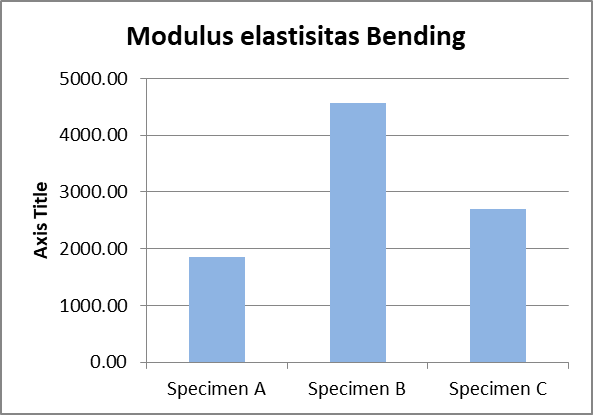 Modulus elastisitas Bending
5000.00
4000.00
3000.00
2000.00
1000.00
0.00
Axis Title
Specimen A
Specimen B
Specimen C